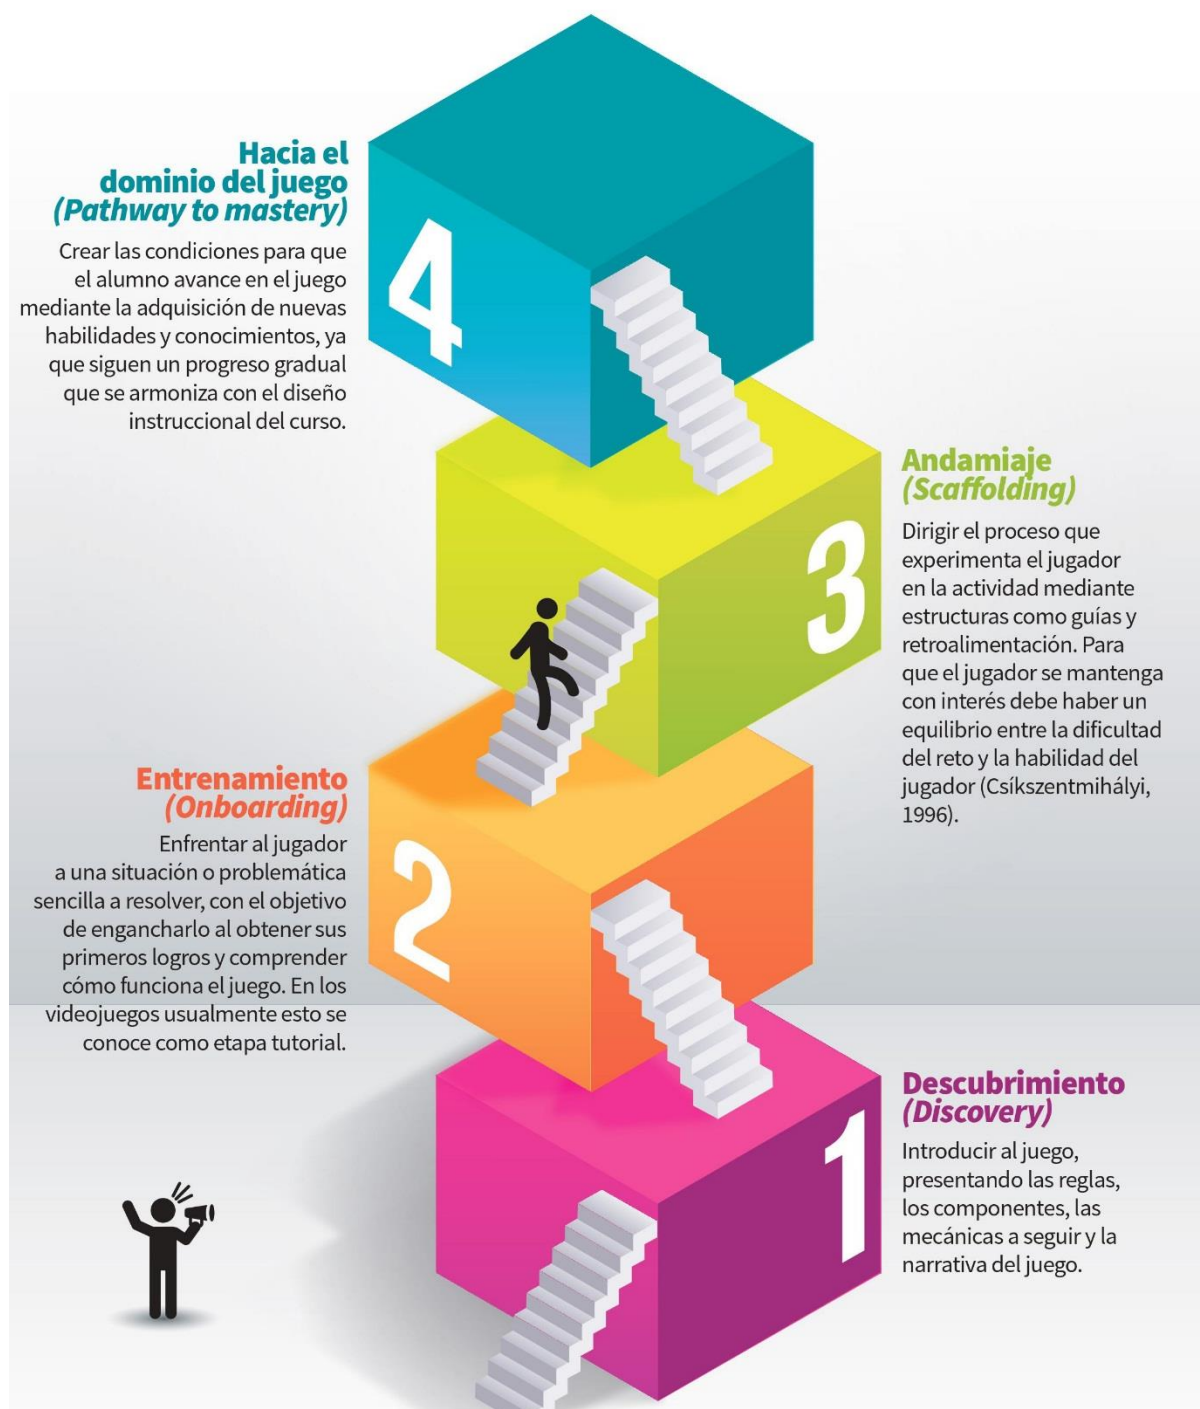 Hacia el
dominio del juego
(Pathway to mastery)
Crear las condiciones para que
el alumno avance en el juego
mediante la adquisición de nuevas
habilidades y conocimientos, ya
que siguen un progreso gradual
que se armoniza con el diseño
instruccional del curso.
4
Andamiaje
(Scaffolding)
Dirigir el proceso que
experimenta el jugador
en la actividad mediante
estructuras como guías y
retroalimentación. Para
que el jugador se mantenga
con interés debe haber un
equilibrio entre la dificultad
del reto y la habilidad del
jugador (Csíkszentmihályi,
1996).
3
Entrenamiento
(Onboarding)
Enfrentar al jugador
a una situación o problemática
sencilla a resolver, con el objetivo
de engancharlo al obtener sus
primeros logros y comprender
cómo funciona el juego. En los
videojuegos usualmente esto se
conoce como etapa tutorial.
2
Descubrimiento
(Discovery)
Introducir al juego,
presentando las reglas,
los componentes, las
mecánicas a seguir y la
narrativa del juego.
1